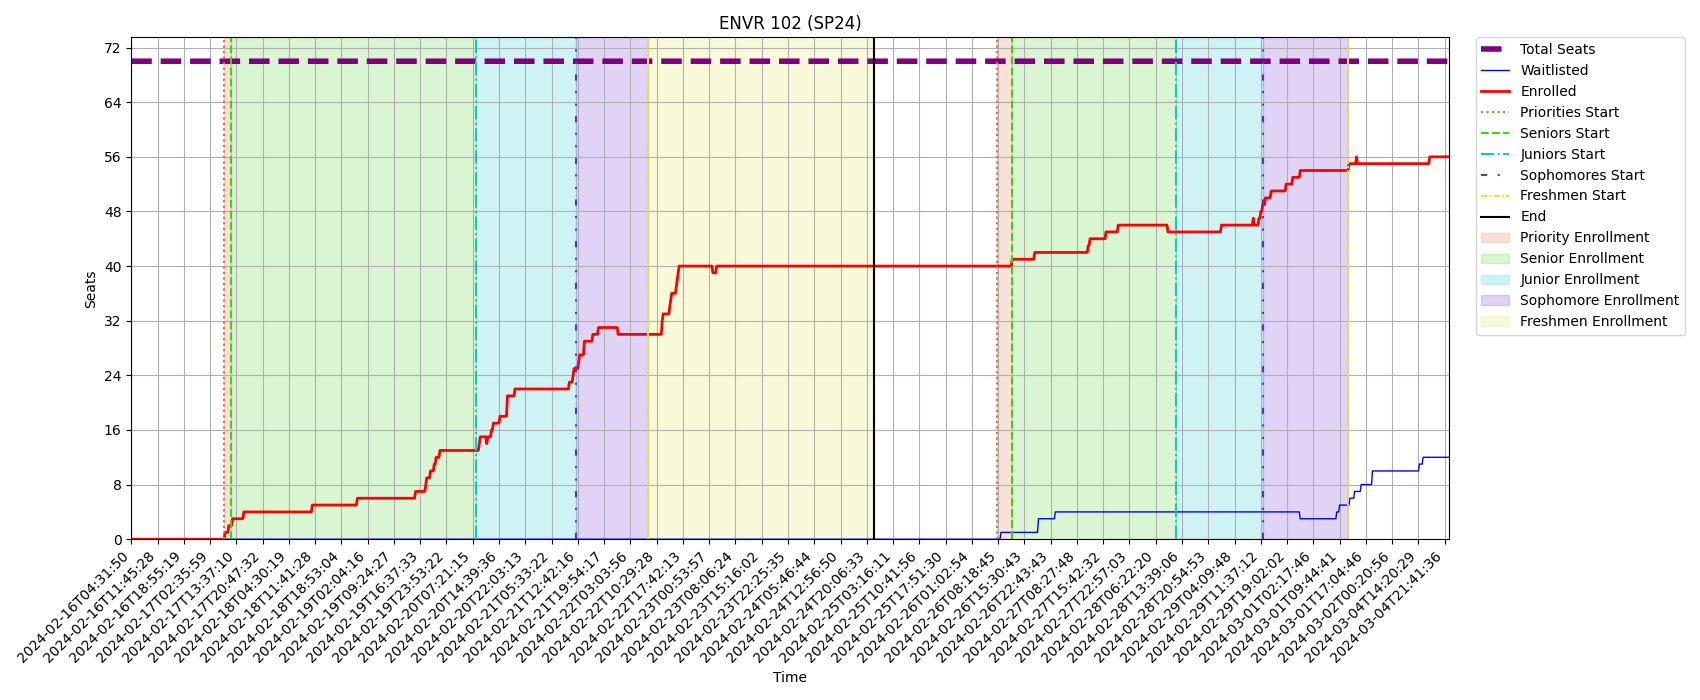 ENVR 102 (SP24)
72
64
56
48
40
32
24
16
8
0
Seats
2024-02-16T04:31:50
2024-02-16T11:45:28
2024-02-16T18:55:19
2024-02-17T02:35:59
2024-02-17T13:37:10
2024-02-17T20:47:32
2024-02-18T04:30:19
2024-02-18T11:41:28
2024-02-18T18:53:04
2024-02-19T02:04:16
2024-02-19T09:24:27
2024-02-19T16:37:33
2024-02-19T23:53:22
2024-02-20T07:21:15
2024-02-20T14:39:36
2024-02-20T22:03:13
2024-02-21T05:33:22
2024-02-21T12:42:16
2024-02-21T19:54:17
2024-02-22T03:03:56
2024-02-22T10:29:28
2024-02-22T17:42:13
2024-02-23T00:53:57
2024-02-23T08:06:24
2024-02-23T15:16:02
2024-02-23T22:25:35
2024-02-24T05:46:44
2024-02-24T12:56:50
2024-02-24T20:06:33
2024-02-25T03:16:11
2024-02-25T10:41:56
2024-02-25T17:51:30
2024-02-26T01:02:54
2024-02-26T08:18:45
2024-02-26T15:30:43
2024-02-26T22:43:43
2024-02-27T08:27:48
2024-02-27T15:42:32
2024-02-27T22:57:03
2024-02-28T06:22:20
2024-02-28T13:39:06
2024-02-28T20:54:53
2024-02-29T04:09:48
2024-02-29T11:37:12
2024-02-29T19:02:02
2024-03-01T02:17:46
2024-03-01T09:44:41
2024-03-01T17:04:46
2024-03-02T00:20:56
2024-03-04T14:20:29
2024-03-04T21:41:36
Time
Total Seats
Waitlisted
Enrolled
Priorities Start
Seniors Start
Juniors Start
Sophomores Start
Freshmen Start
End
Priority Enrollment
Senior Enrollment
Junior Enrollment
Sophomore Enrollment
Freshmen Enrollment